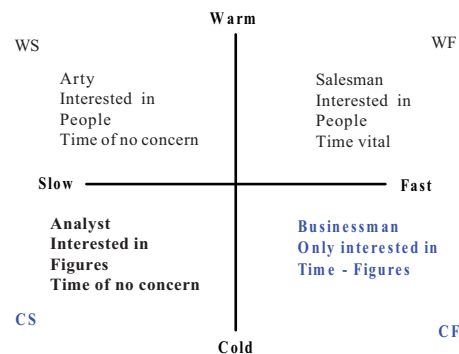 Warm
WS
WF
Arty
Interested in
People
Time of no concern
Salesman
Interested in
People
Time vital
Slow
Fast
Analyst
Interested in
Figures
Time of no concern
Businessman
Only interested in
Time - Figures
CS
CF
Cold